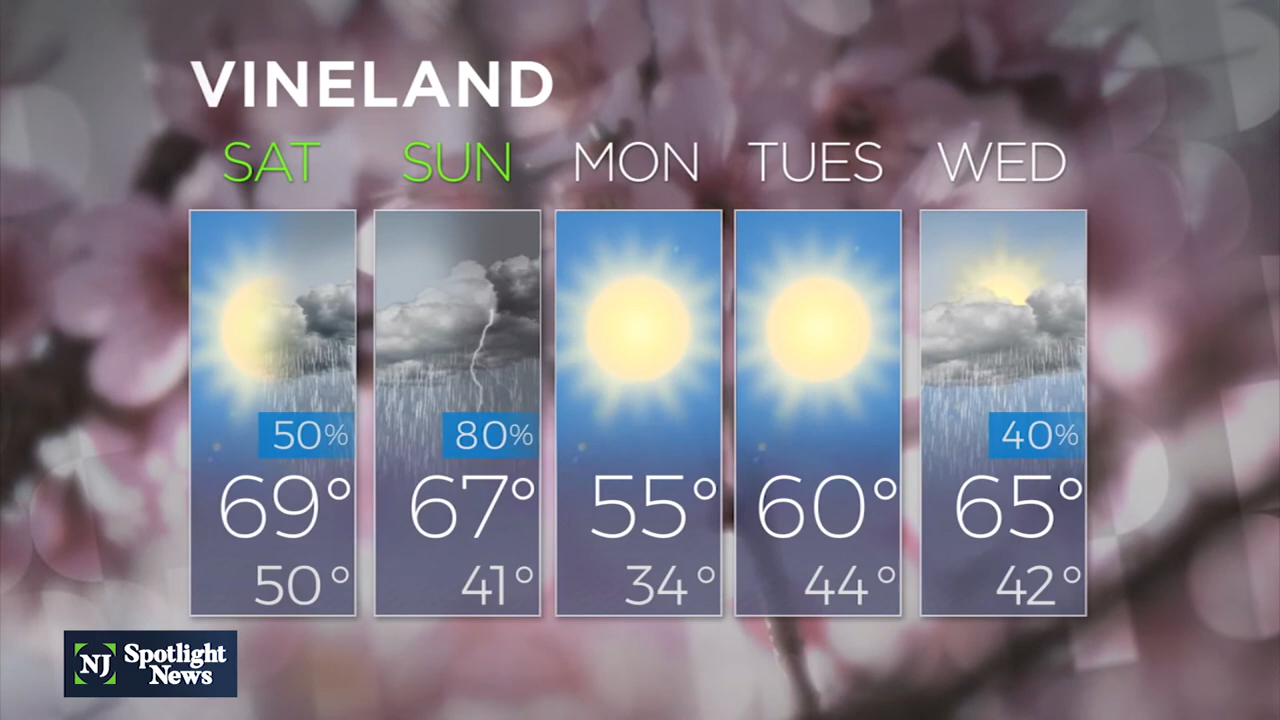 VINELAND
SAT SUN MON TUES WED
50% 80% 40%
69° 67° 55° 60° 65°
50° 41° 34° 44° 42°
NJ Spotlight
News